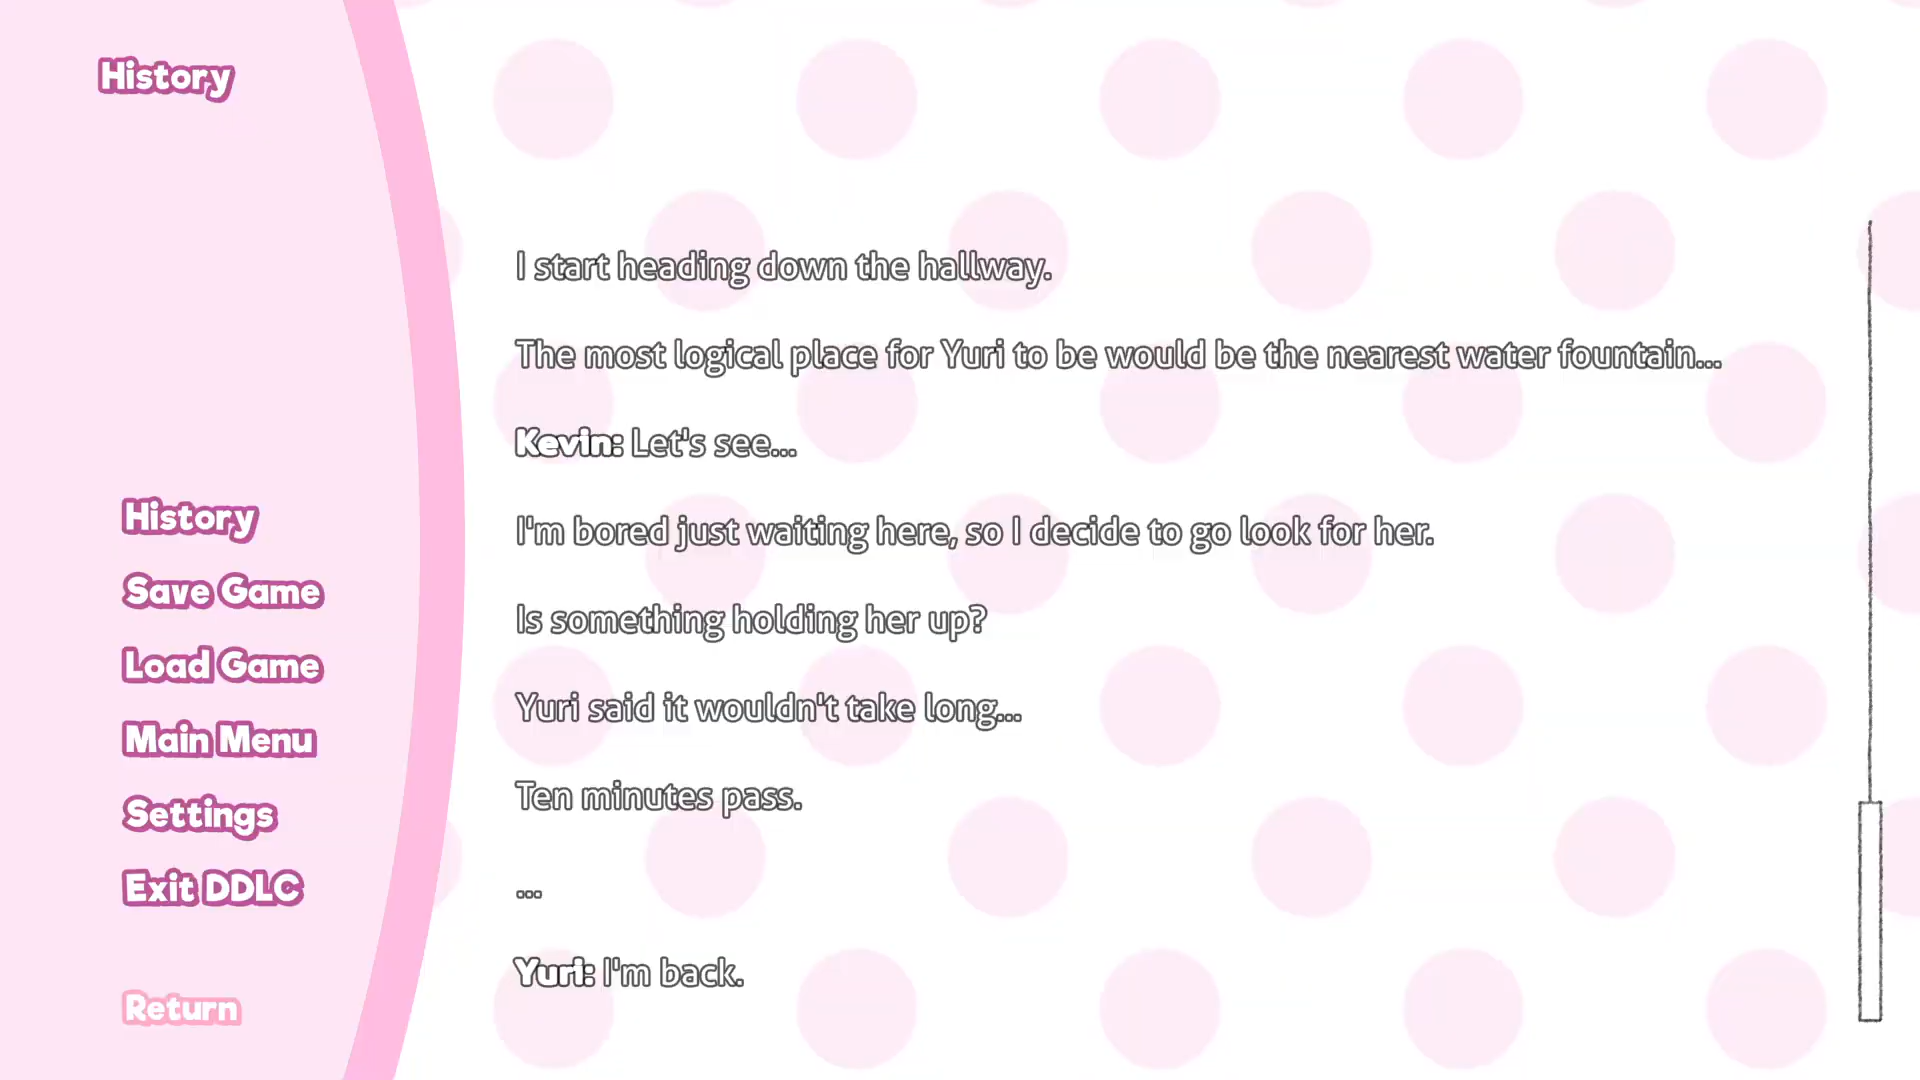 History
History
Save Game
Load Game
Main Menu
Settings
Exit DDLC
Return
I start heading down the hallway.
The most logical place for Yuri to be would be the nearest water fountain...
Kevin: Let's see...
I'm bored just waiting here, so I decide to go look for her.
Is something holding her up?
Yuri said it wouldn't take long...
Ten minutes pass.
...
Yuri: I'm back.